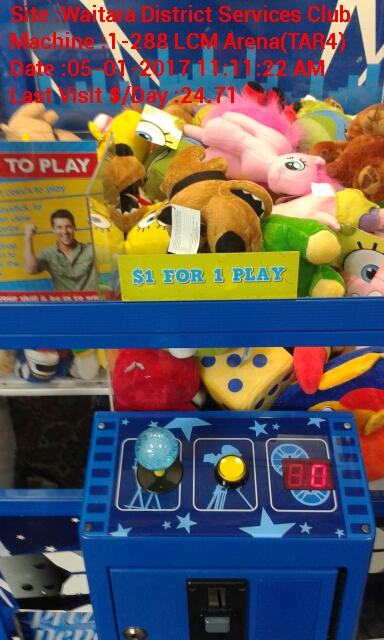 Site :Waitara District Services Club
Machine :1-288 LCM Arena(TAR4)
Date :05-01-2017 11:11:22 AM
Last Visit $/Day :24.71
TO PLAY
$1 FOR 1 PLAY
8.0